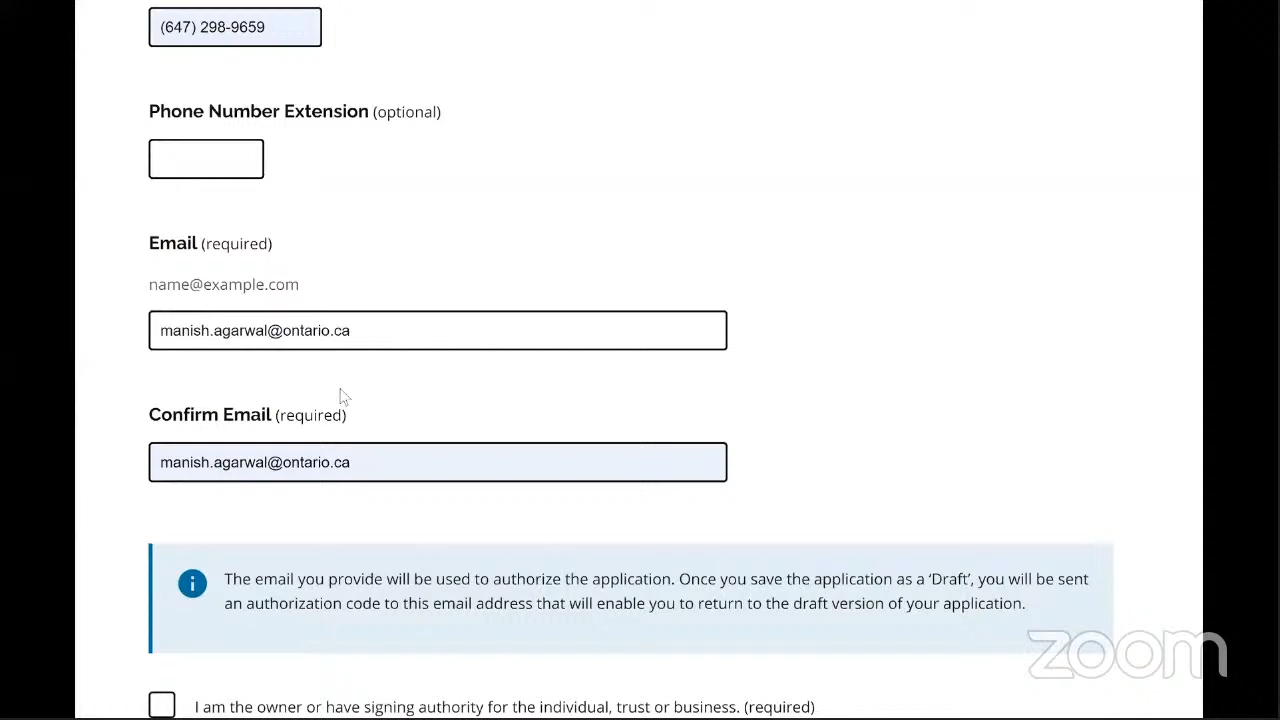 (647) 298-9659
Phone Number Extension (optional)
Email (required)
name@example.com
manish.agarwal@ontario.ca
Confirm Email (required)
manish.agarwal@ontario.ca
The email you provide will be used to authorize the application. Once you save the application as a ‘Draft’, you will be sent
an authorization code to this email address that will enable you to return to the draft version of your application.
zoom
I am the owner or have signing authority for the individual, trust or business. (required)